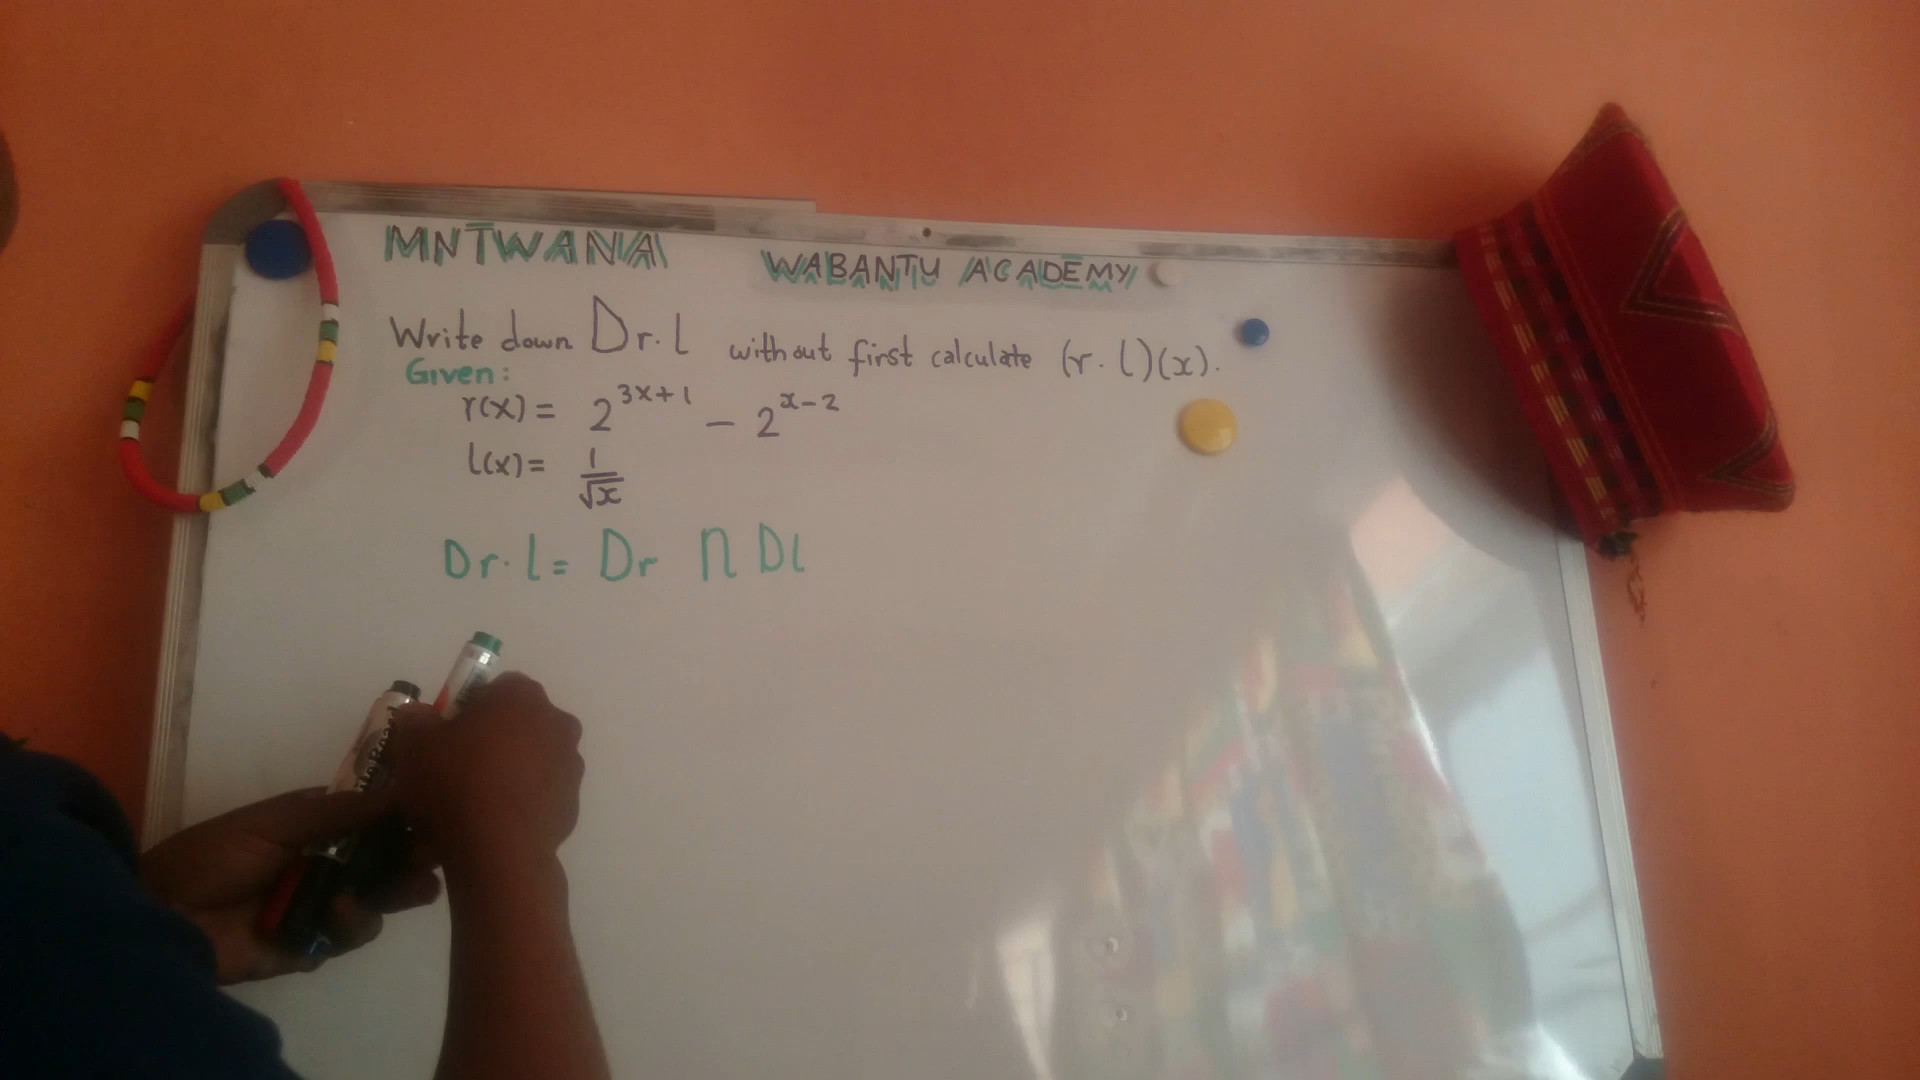 MNTWANA WABANTU ACADEMY
Write down Dr.l without first calculate (r.l)(x).
Given:
r(x) = 2^{3x+1} - 2^{x-2}
l(x) = 1/√x
Dr.l = Dr ∩ Dl